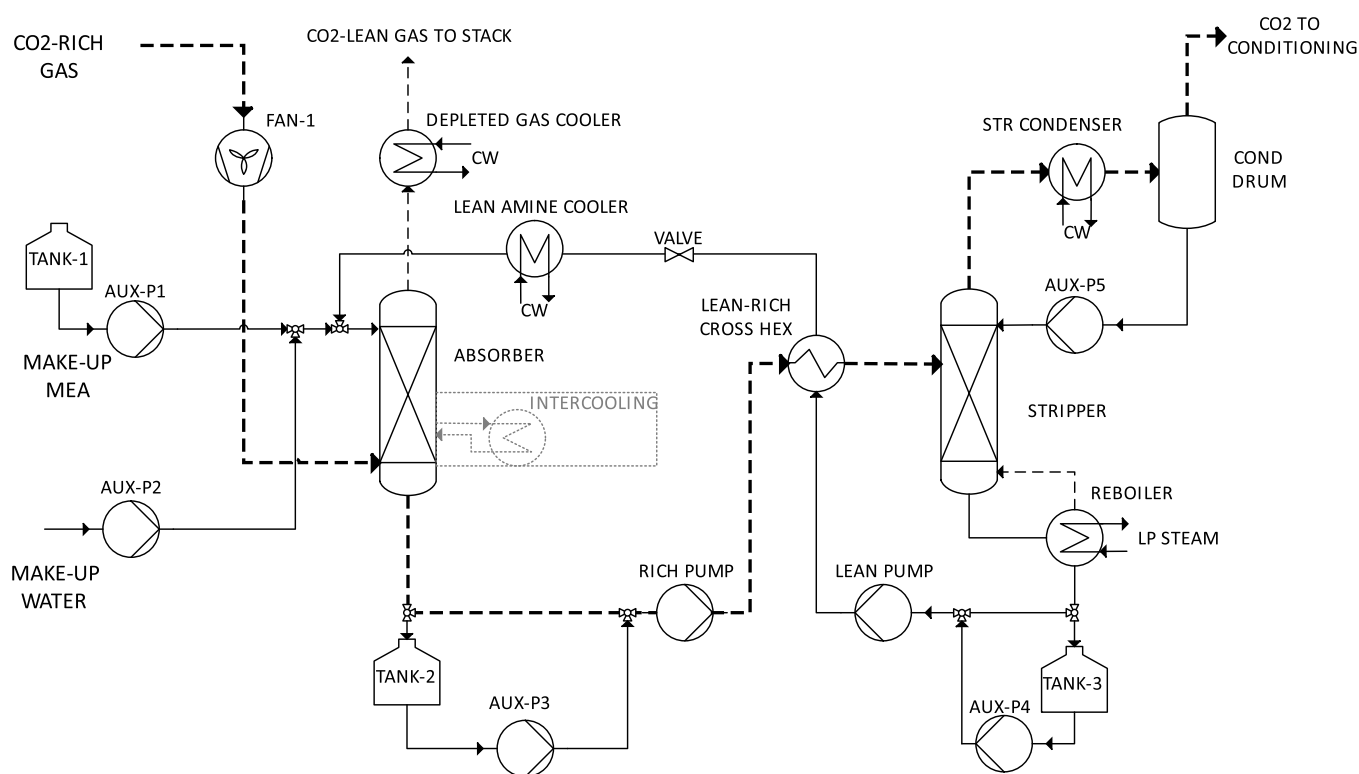 CO2-RICH
GAS
CO2-LEAN GAS TO STACK
CO2 TO
CONDITIONING
FAN-1
DEPLETED GAS COOLER
CW
STR CONDENSER
CW
COND
DRUM
LEAN AMINE COOLER
CW
VALVE
TANK-1
AUX-P1
MAKE-UP
MEA
ABSORBER
INTERCOOLING
LEAN-RICH
CROSS HEX
AUX-P5
STRIPPER
AUX-P2
MAKE-UP
WATER
REBOILER
LP STEAM
RICH PUMP
LEAN PUMP
TANK-2
AUX-P3
TANK-3
AUX-P4